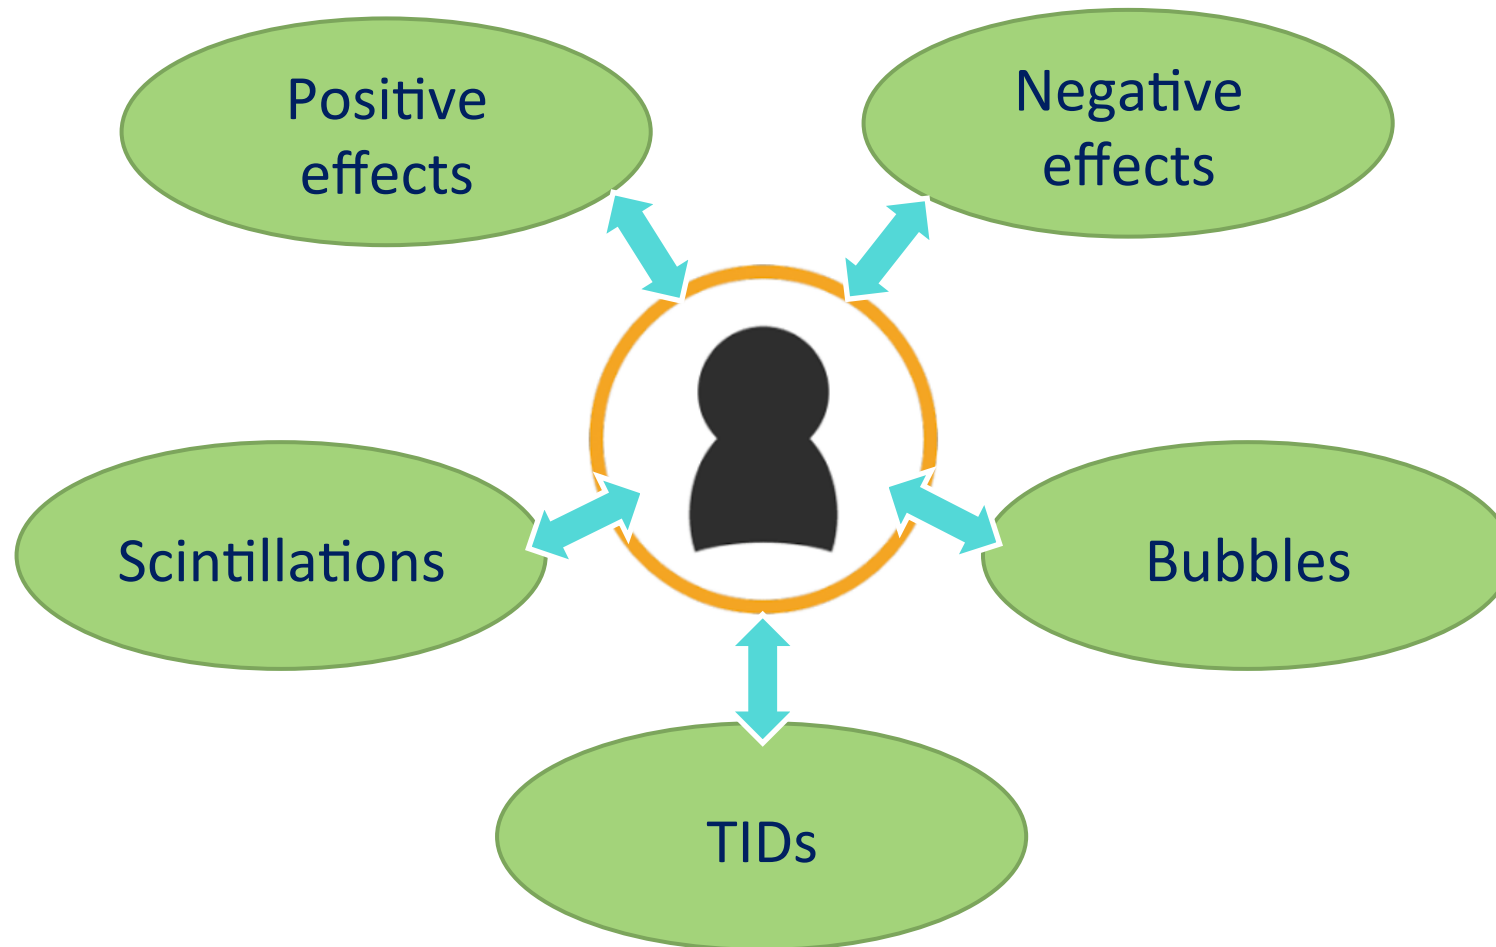 Positive
effects
Negative
effects
Scintillations
Bubbles
TIDs